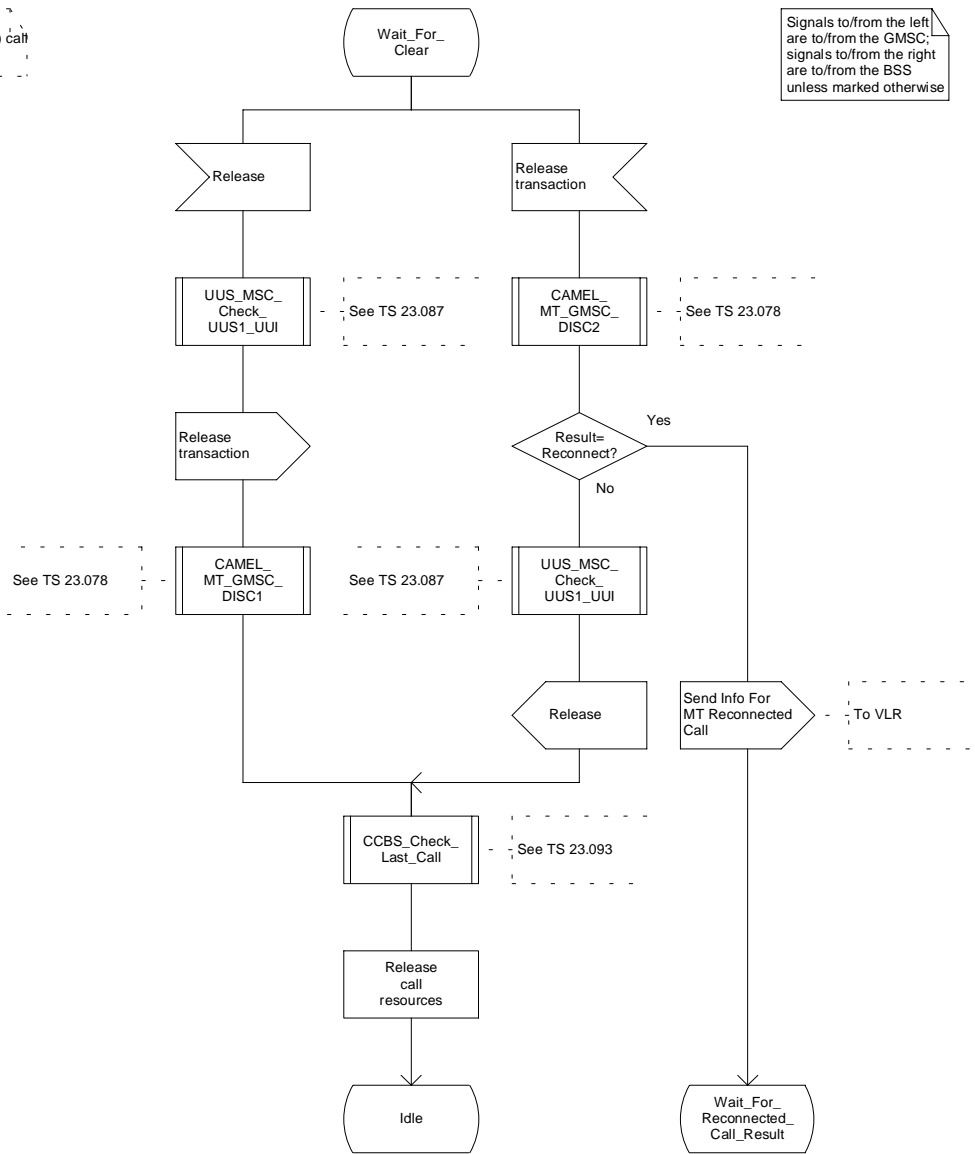 call
Wait_For_
Clear
Signals to/from the left
are to/from the GMSC;
signals to/from the right
are to/from the BSS
unless marked otherwise
Release
Release
transaction
UUS_MSC_
Check_
UUS1_UUI
See TS 23.087
CAMEL_
MT_GMSC_
DISC2
See TS 23.078
Release
transaction
Result=
Reconnect?
Yes
No
See TS 23.078
CAMEL_
MT_GMSC_
DISC1
See TS 23.087
UUS_MSC_
Check_
UUS1_UUI
Release
Send Info For
MT Reconnected
Call
To VLR
CCBS_Check_
Last_Call
See TS 23.093
Release
call
resources
Idle
Wait_For_
Reconnected_
Call_Result